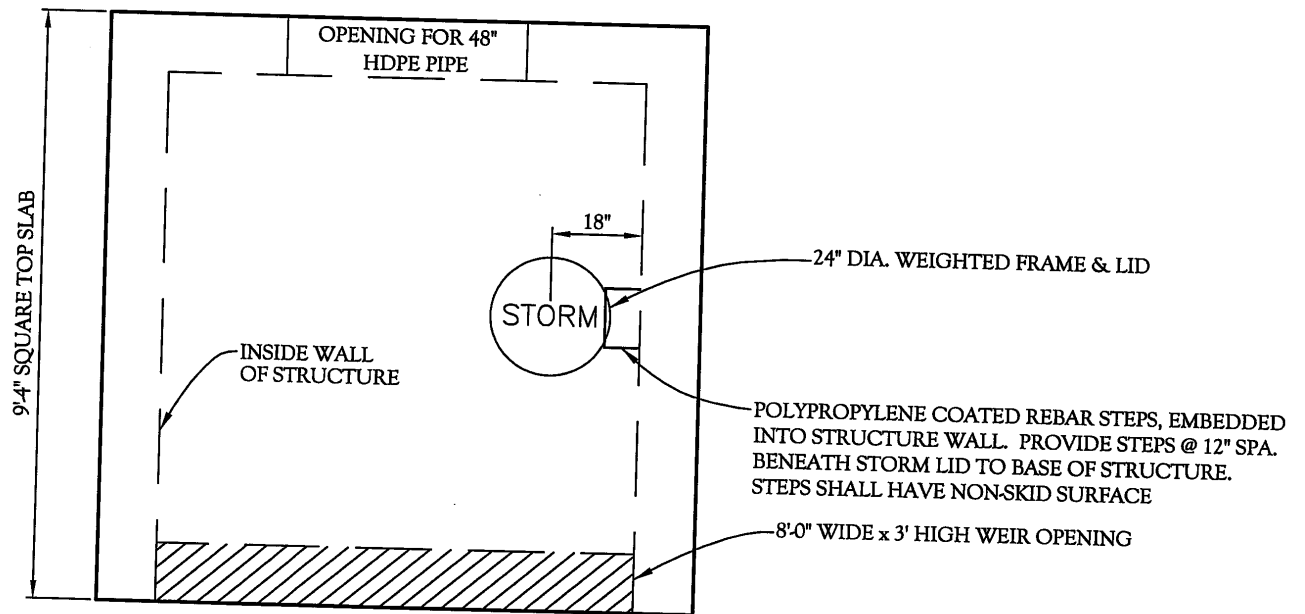 OPENING FOR 48"
HDPE PIPE
9'-4" SQUARE TOP SLAB
18"
24" DIA. WEIGHTED FRAME & LID
STORM
INSIDE WALL
OF STRUCTURE
POLYPROPYLENE COATED REBAR STEPS, EMBEDDED
INTO STRUCTURE WALL. PROVIDE STEPS @ 12" SPA.
BENEATH STORM LID TO BASE OF STRUCTURE.
STEPS SHALL HAVE NON-SKID SURFACE
8'-0" WIDE x 3' HIGH WEIR OPENING